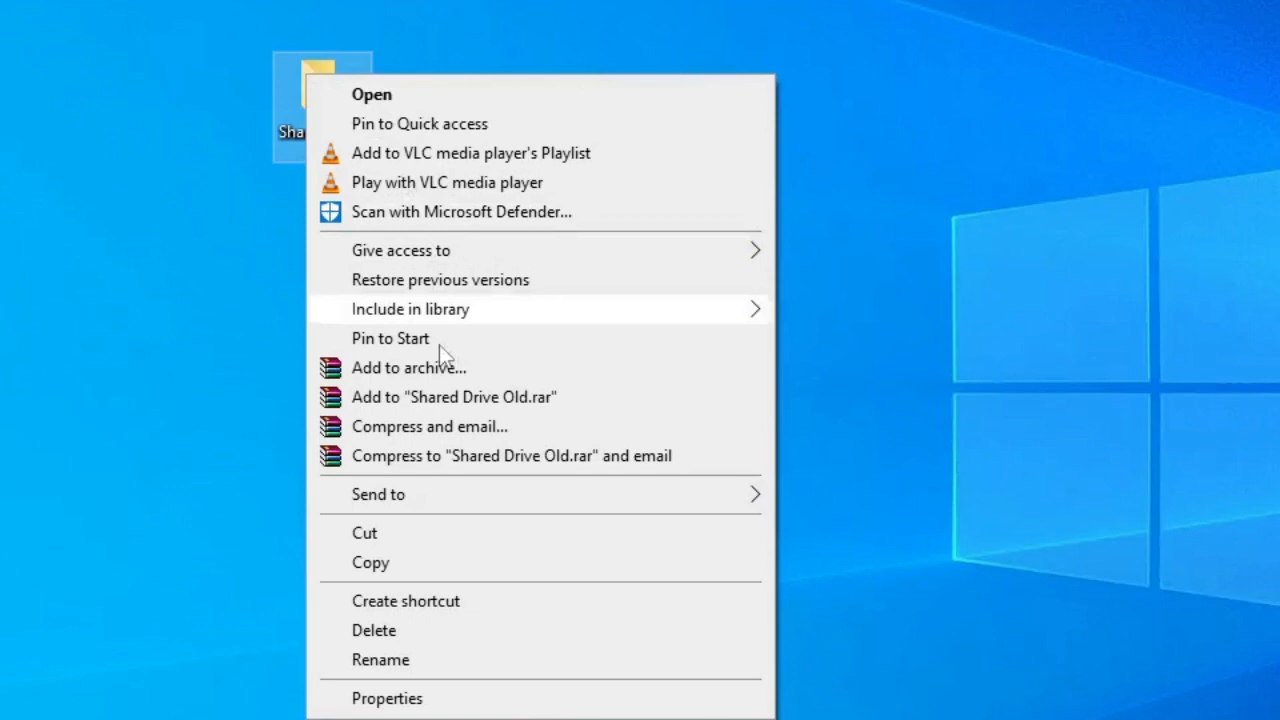 Sha
Open
Pin to Quick access
Add to VLC media player's Playlist
Play with VLC media player
Scan with Microsoft Defender...
Give access to
Restore previous versions
Include in library
Pin to Start
Add to archive...
Add to "Shared Drive Old.rar"
Compress and email...
Compress to "Shared Drive Old.rar" and email
Send to
Cut
Copy
Create shortcut
Delete
Rename
Properties